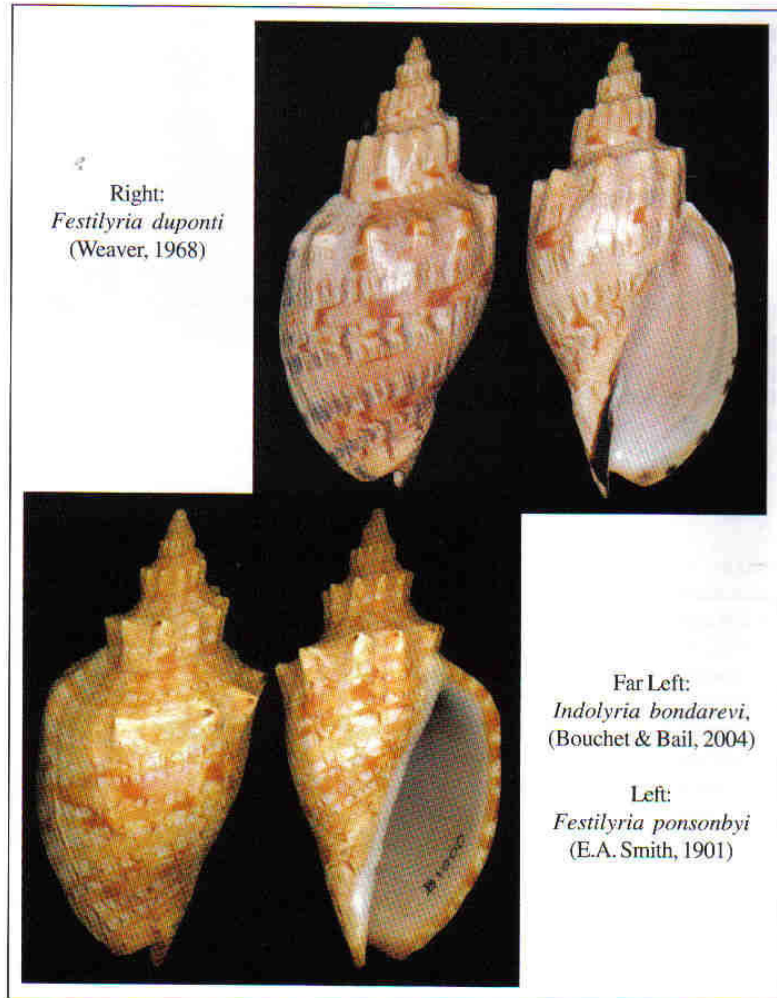 Right:
Festilyria duponti
(Weaver, 1968)
Far Left:
Indolyria bondarevi,
(Bouchet & Bail, 2004)
Left:
Festilyria ponsonbyi
(E.A. Smith, 1901)